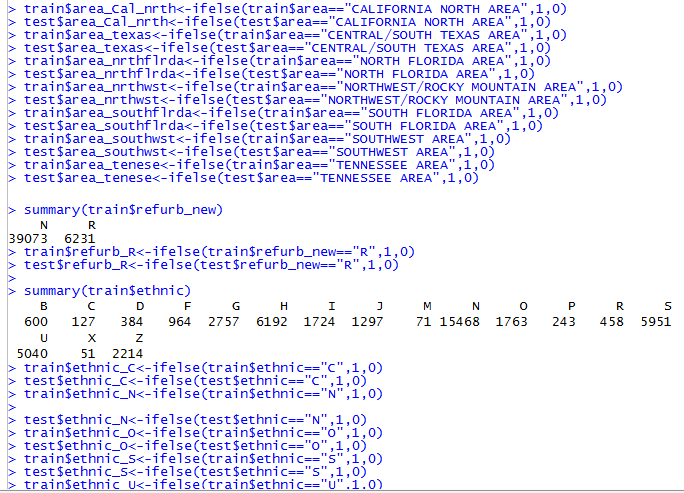 > train$area_Cal_nrth<-ifelse(train$area=="CALIFORNIA NORTH AREA",1,0)
> test$area_Cal_nrth<-ifelse(test$area=="CALIFORNIA NORTH AREA",1,0)
> train$area_texas<-ifelse(train$area=="CENTRAL/SOUTH TEXAS AREA",1,0)
> test$area_texas<-ifelse(test$area=="CENTRAL/SOUTH TEXAS AREA",1,0)
> train$area_nrthflrda<-ifelse(train$area=="NORTH FLORIDA AREA",1,0)
> test$area_nrthflrda<-ifelse(test$area=="NORTH FLORIDA AREA",1,0)
> train$area_nrthwst<-ifelse(train$area=="NORTHWEST/ROCKY MOUNTAIN AREA",1,0)
> test$area_nrthwst<-ifelse(test$area=="NORTHWEST/ROCKY MOUNTAIN AREA",1,0)
> train$area_southflrda<-ifelse(train$area=="SOUTH FLORIDA AREA",1,0)
> test$area_southflrda<-ifelse(test$area=="SOUTH FLORIDA AREA",1,0)
> train$area_southwst<-ifelse(train$area=="SOUTHWEST AREA",1,0)
> test$area_southwst<-ifelse(test$area=="SOUTHWEST AREA",1,0)
> train$area_tenese<-ifelse(train$area=="TENNESSEE AREA",1,0)
> test$area_tenese<-ifelse(test$area=="TENNESSEE AREA",1,0)
> summary(train$refurb_new)
N R
39073 6231
> train$refurb_R<-ifelse(train$refurb_new=="R",1,0)
> test$refurb_R<-ifelse(test$refurb_new=="R",1,0)
>
> summary(train$ethnic)
B C D F G H I J M N O P R S
600 127 384 964 2757 6192 1724 1297 71 15468 1763 243 458 5951
U X Z
5040 51 2214
> train$ethnic_C<-ifelse(train$ethnic=="C",1,0)
> test$ethnic_C<-ifelse(test$ethnic=="C",1,0)
> train$ethnic_N<-ifelse(train$ethnic=="N",1,0)
>
> test$ethnic_N<-ifelse(test$ethnic=="N",1,0)
> train$ethnic_O<-ifelse(train$ethnic=="O",1,0)
> test$ethnic_O<-ifelse(test$ethnic=="O",1,0)
> train$ethnic_S<-ifelse(train$ethnic=="S",1,0)
> test$ethnic_S<-ifelse(test$ethnic=="S",1,0)
> train$ethnic_U<-ifelse(train$ethnic=="U",1,0)